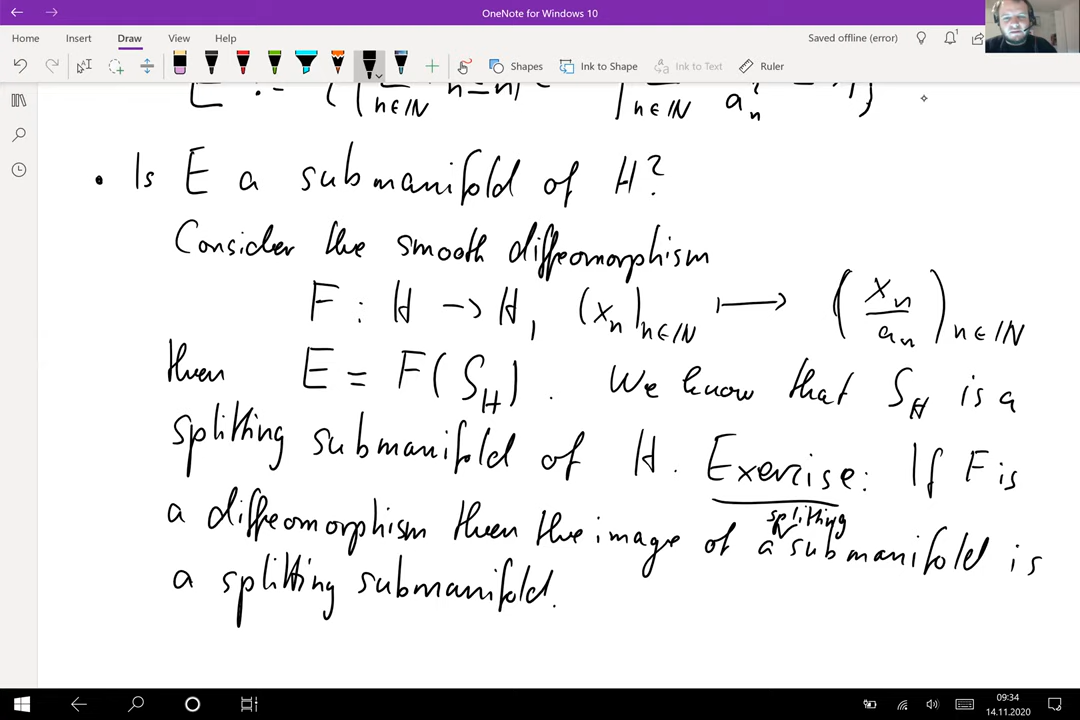 OneNote for Windows 10
Home Insert Draw View Help
Saved offline (error)
Shapes Ink to Shape Ink to Text Ruler
• Is E a submanifold of H?
Consider the smooth diffeomorphism
F : H → H, (xₙ)ₙ∈ℕ ⟼ (xₙ/aₙ)ₙ∈ℕ
then E = F(S_H). We know that S_H is a
splitting submanifold of H. Exercise: If F is
a diffeomorphism then the image of a splitting submanifold is
a splitting submanifold.
09:34
14.11.2020